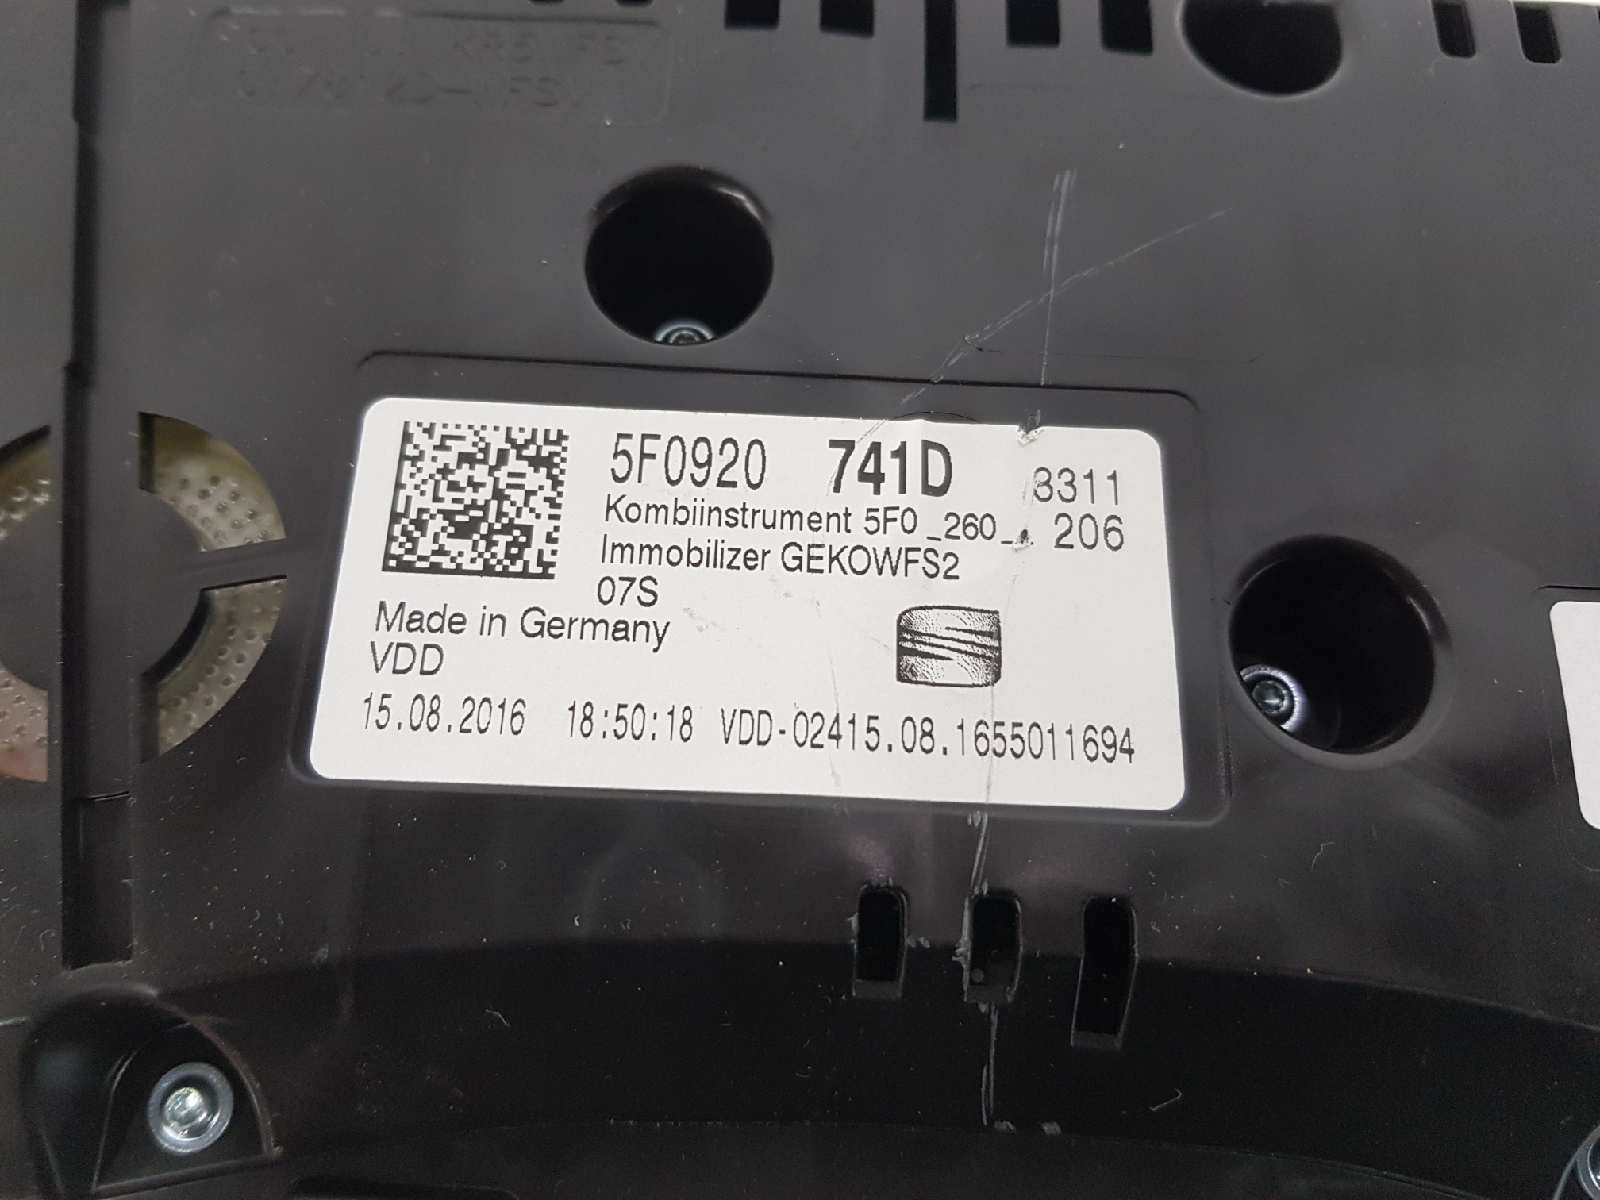 5F0920 741D 3311
Kombiinstrument 5F0_260_ 206
Immobilizer GEKOWFS2
07S
Made in Germany
VDD
15.08.2016 18:50:18 VDD-02415.08.1655011694